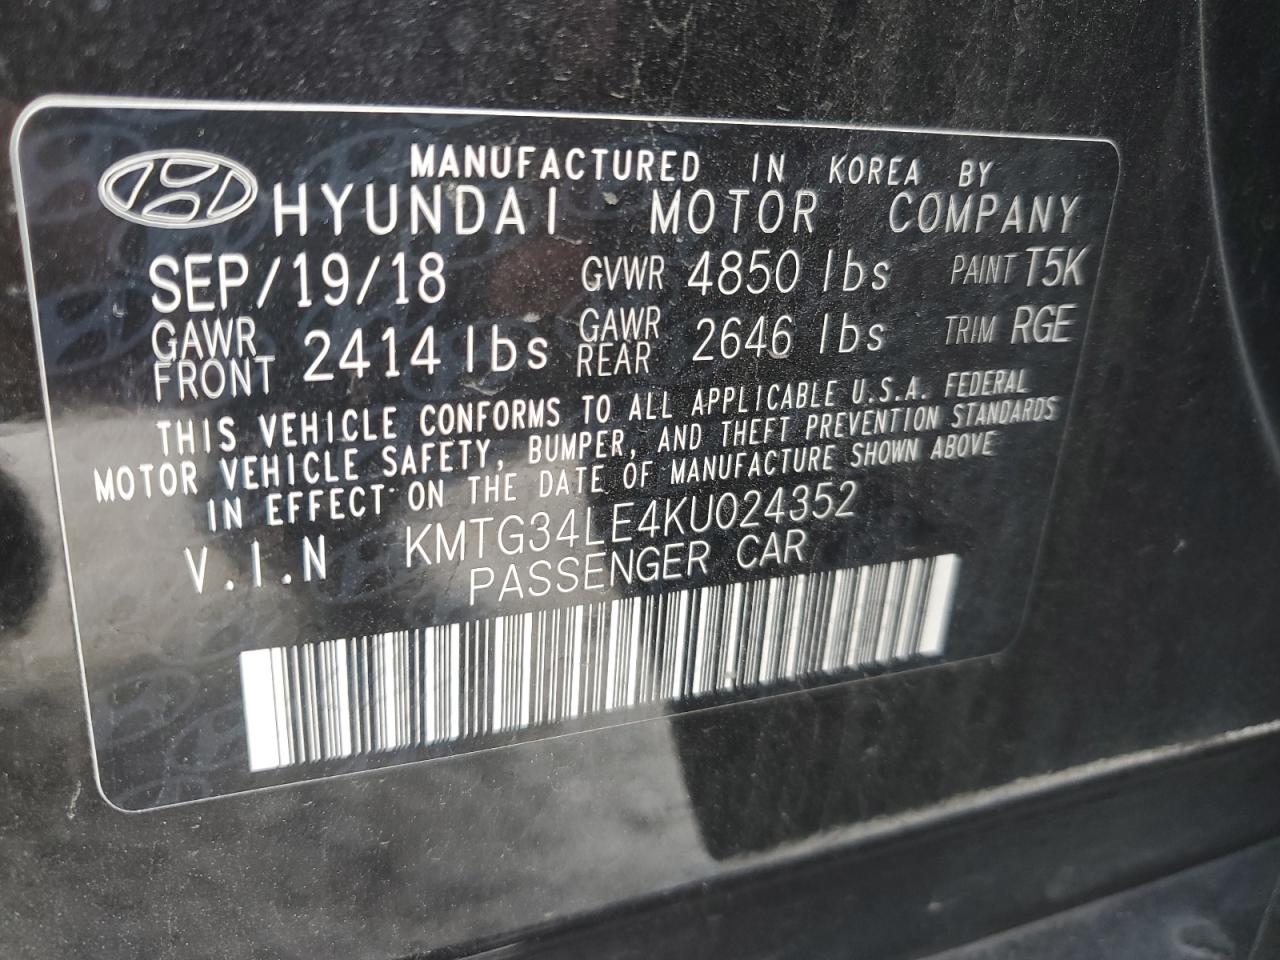 MANUFACTURED IN KOREA BY
HYUNDAI MOTOR COMPANY
SEP/19/18 GVWR 4850 lbs PAINT T5K
GAWR FRONT 2414 lbs GAWR REAR 2646 lbs TRIM RGE
THIS VEHICLE CONFORMS TO ALL APPLICABLE U.S.A. FEDERAL
MOTOR VEHICLE SAFETY, BUMPER, AND THEFT PREVENTION STANDARDS
IN EFFECT ON THE DATE OF MANUFACTURE SHOWN ABOVE
V.I.N KMTG34LE4KU024352
PASSENGER CAR